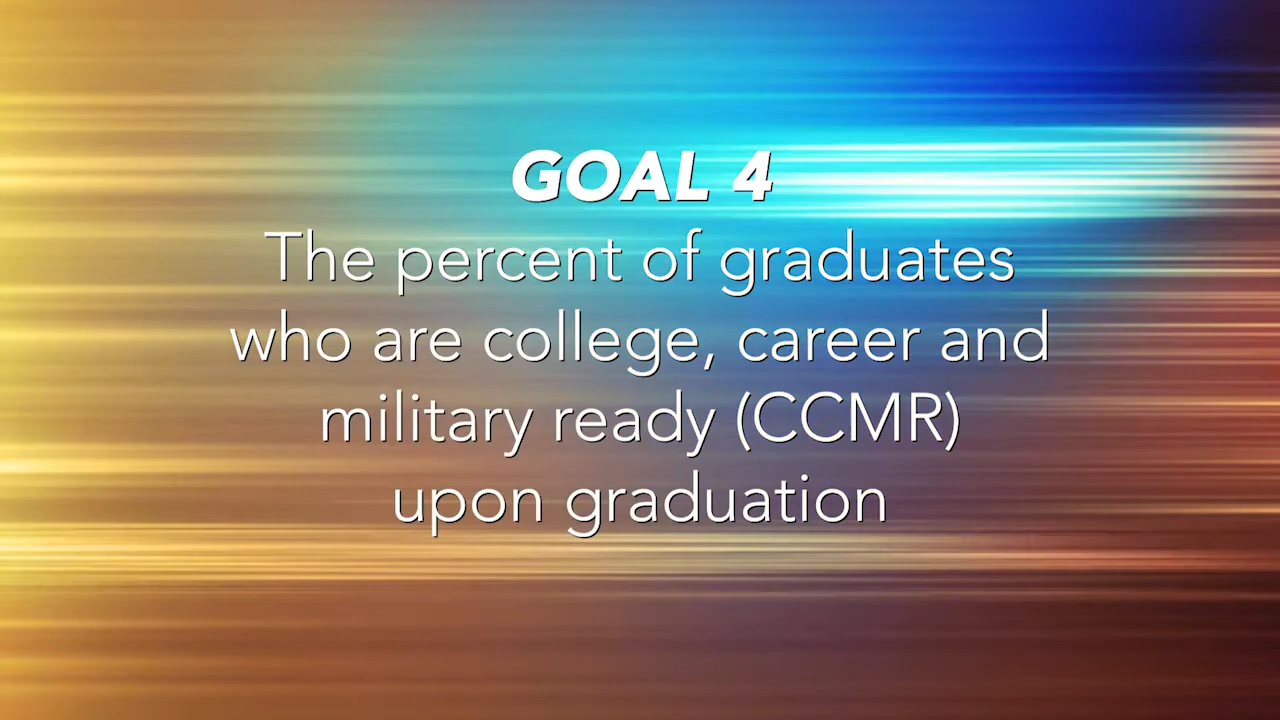 GOAL 4
The percent of graduates
who are college, career and
military ready (CCMR)
upon graduation